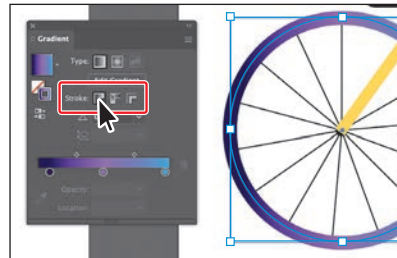 Gradient
Type:
Edit Gradient
Stroke:
Opacity:
Location: